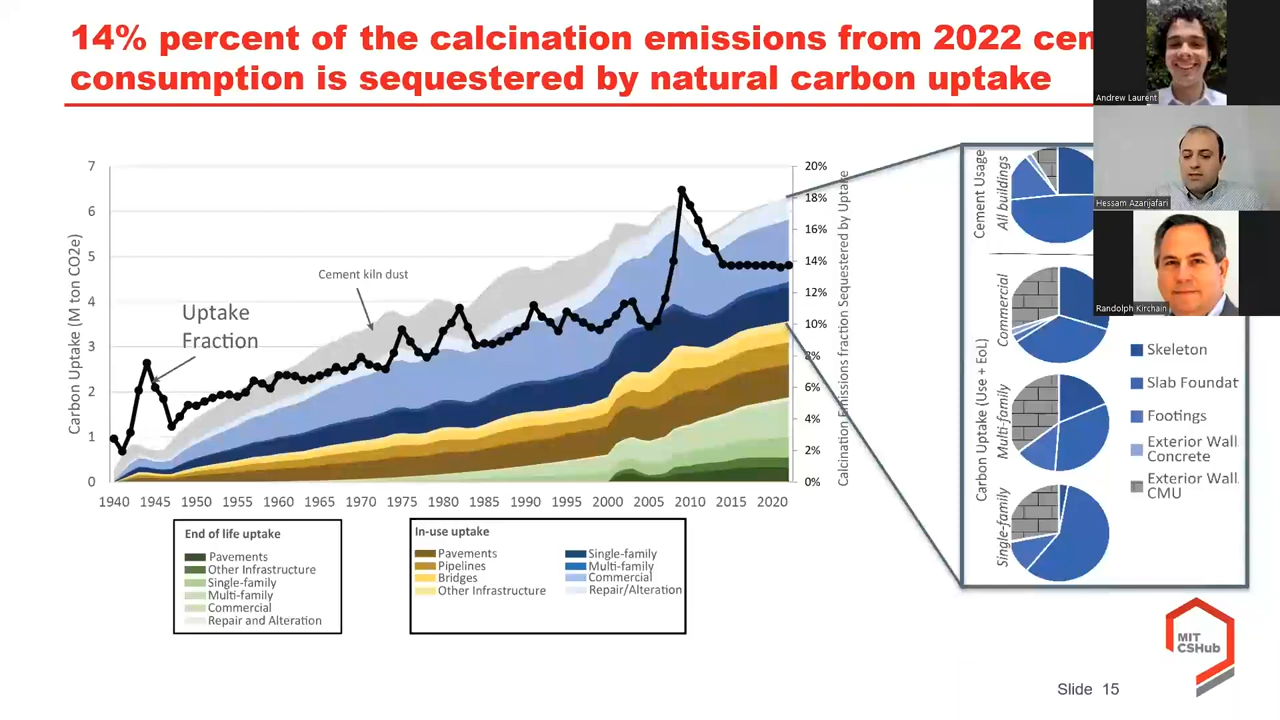 14% percent of the calcination emissions from 2022 cem
consumption is sequestered by natural carbon uptake
Andrew Laurent
Hessam Azarijafari
Randolph Kirchain
Carbon Uptake (M ton CO2e)
7
6
5
4
3
2
1
0
Cement kiln dust
Uptake
Fraction
20%
18%
16%
14%
12%
10%
8%
6%
4%
2%
0%
Calcination Emissions fraction Sequestered by Uptake
1940 1945 1950 1955 1960 1965 1970 1975 1980 1985 1990 1995 2000 2005 2010 2015 2020
End of life uptake
Pavements
Other Infrastructure
Single-family
Multi-family
Commercial
Repair and Alteration
In-use uptake
Pavements
Pipelines
Bridges
Other Infrastructure
Single-family
Multi-family
Commercial
Repair/Alteration
Cement Usage
All buildings
Carbon Uptake (Use + EoL)
Commercial
Multi-family
Single-family
Skeleton
Slab Foundat
Footings
Exterior Wall
Concrete
Exterior Wall
CMU
MIT
CSHub
Slide 15